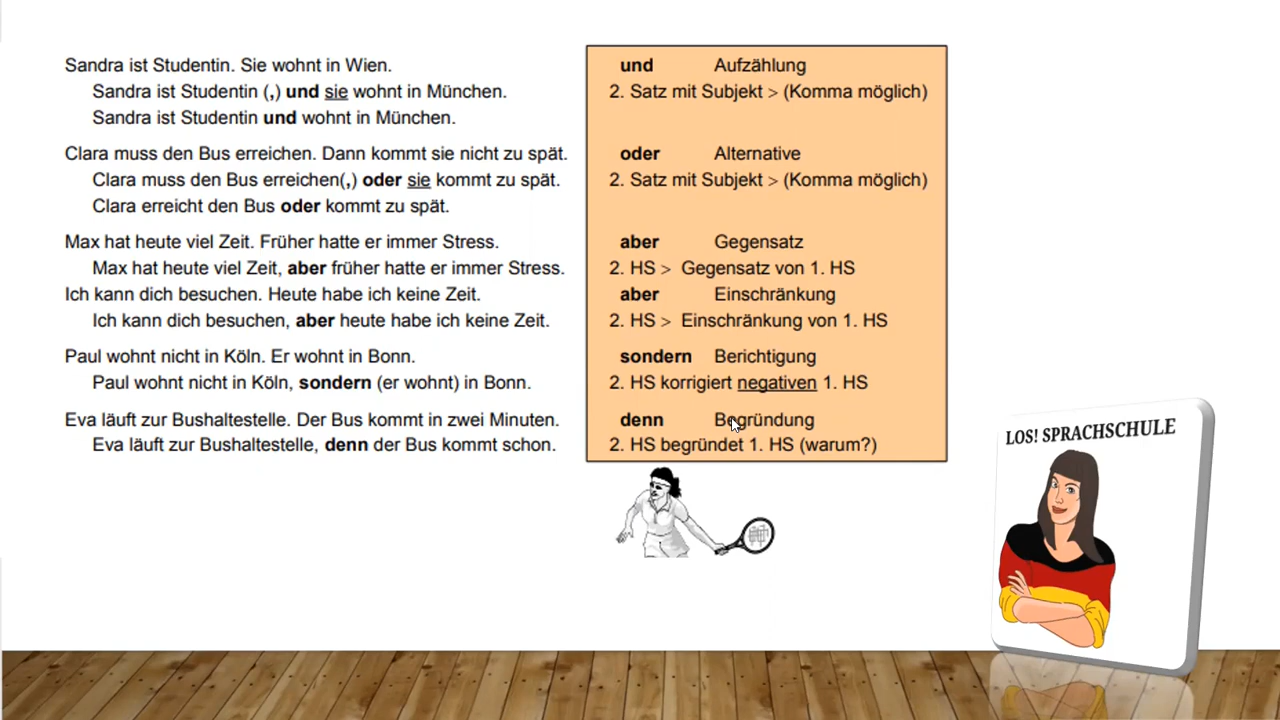 Sandra ist Studentin. Sie wohnt in Wien.
Sandra ist Studentin (,) und sie wohnt in München.
Sandra ist Studentin und wohnt in München.
Clara muss den Bus erreichen. Dann kommt sie nicht zu spät.
Clara muss den Bus erreichen(,) oder sie kommt zu spät.
Clara erreicht den Bus oder kommt zu spät.
Max hat heute viel Zeit. Früher hatte er immer Stress.
Max hat heute viel Zeit, aber früher hatte er immer Stress.
Ich kann dich besuchen. Heute habe ich keine Zeit.
Ich kann dich besuchen, aber heute habe ich keine Zeit.
Paul wohnt nicht in Köln. Er wohnt in Bonn.
Paul wohnt nicht in Köln, sondern (er wohnt) in Bonn.
Eva läuft zur Bushaltestelle. Der Bus kommt in zwei Minuten.
Eva läuft zur Bushaltestelle, denn der Bus kommt schon.
und Aufzählung
2. Satz mit Subjekt > (Komma möglich)
oder Alternative
2. Satz mit Subjekt > (Komma möglich)
aber Gegensatz
2. HS > Gegensatz von 1. HS
aber Einschränkung
2. HS > Einschränkung von 1. HS
sondern Berichtigung
2. HS korrigiert negativen 1. HS
denn Begründung
2. HS begründet 1. HS (warum?)
LOS! SPRACHSCHULE